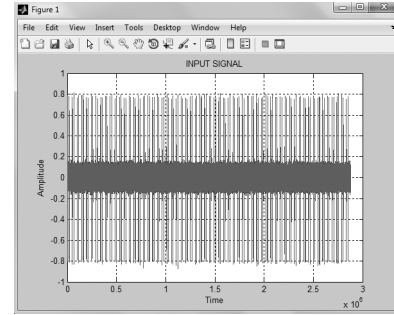 Figure 1
File Edit View Insert Tools Desktop Window Help
INPUT SIGNAL
1
0.8
0.6
0.4
0.2
0
-0.2
-0.4
-0.6
-0.8
-1
Amplitude
0 0.5 1 1.5 2 2.5 3
Time
x 10^6